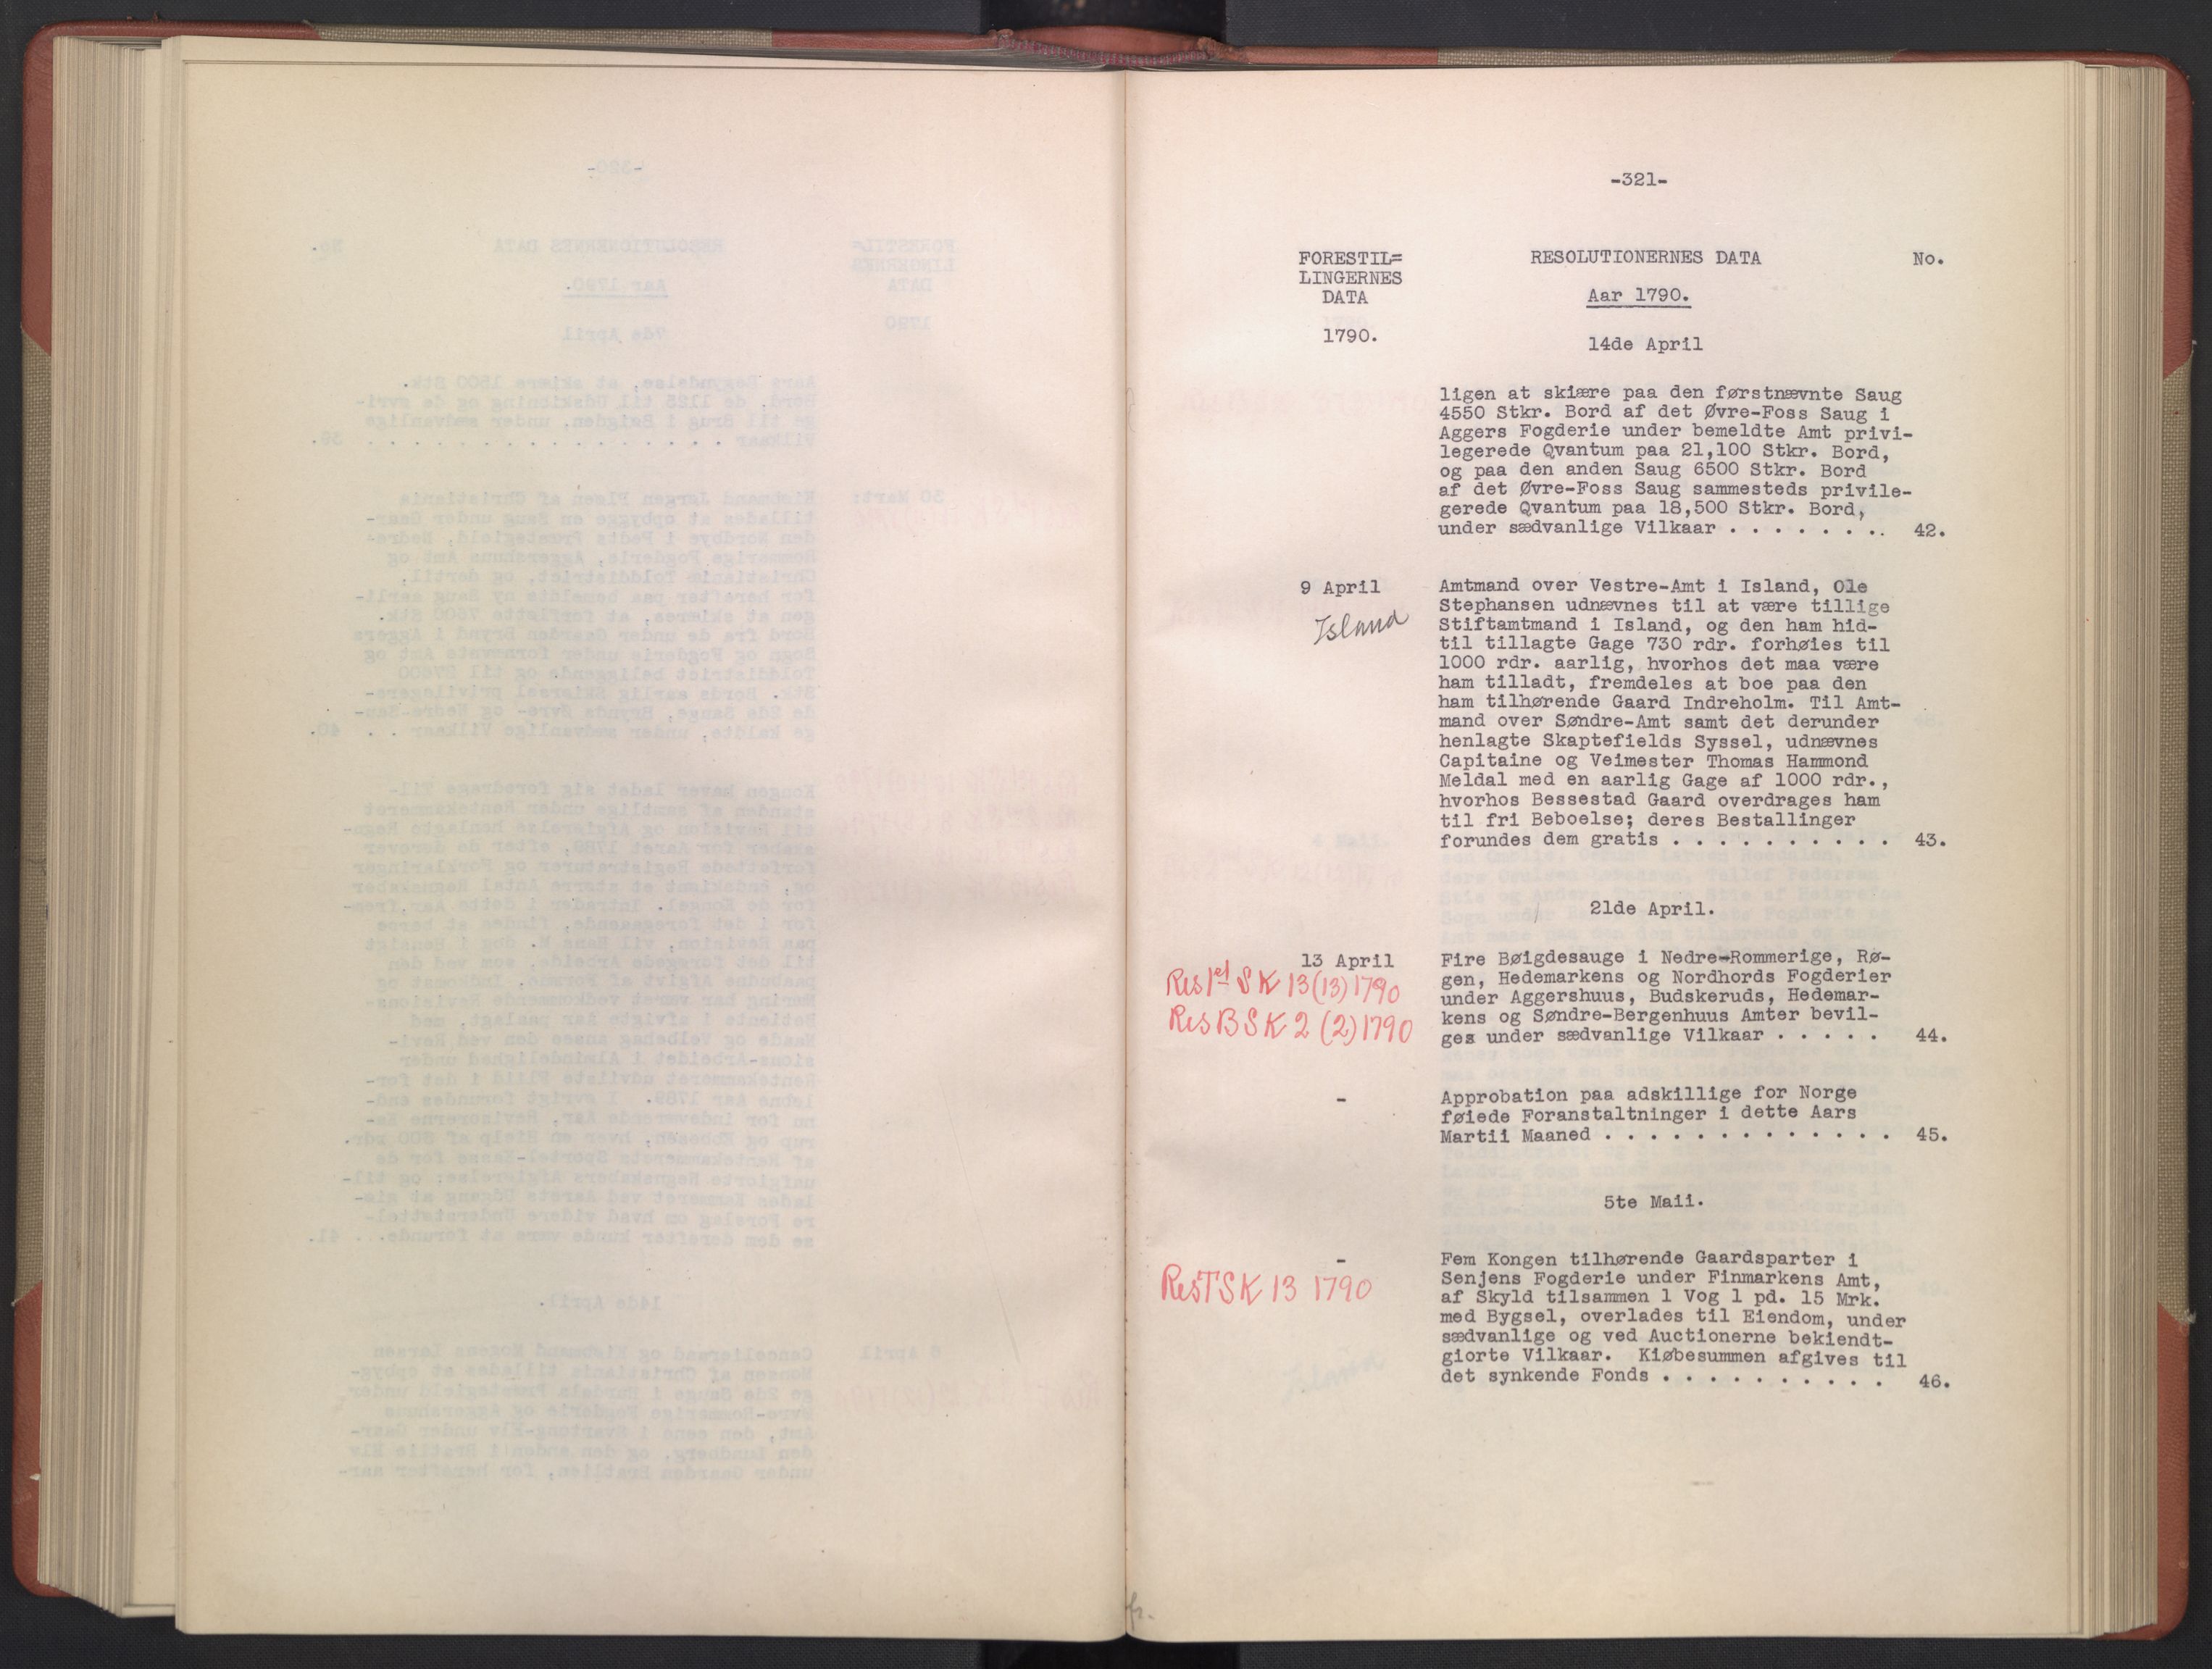 -321-
FORESTIL=
LINGERNES
DATA
1790.
RESOLUTIONERNES DATA
No.
Aar 1790.
14de April
ligen at skiære paa den førstnævnte Saug
4550 Stkr. Bord af det Øvre-Foss Saug i
Aggers Fogderie under bemeldte Amt privi-
legerede Qvantum paa 21,100 Stkr. Bord,
og paa den anden Saug 6500 Stkr. Bord
af det Øvre-Foss Saug sammesteds privile-
gerede Qvantum paa 18,500 Stkr. Bord,
under sædvanlige Vilkaar . . . . . . . . 42.
9 April
Island
Amtmand over Vestre-Amt i Island, Ole
Stephansen udnævnes til at være tillige
Stiftamtmand i Island, og den ham hid-
til tillagte Gage 730 rdr. forhøies til
1000 rdr. aarlig, hvorhos det maa være
ham tilladt, fremdeles at boe paa den
ham tilhørende Gaard Indreholm. Til Amt-
mand over Søndre-Amt samt det derunder
henlagte Skaptefields Syssel, udnævnes
Capitaine og Veimester Thomas Hammond
Meldal med en aarlig Gage af 1000 rdr.,
hvorhos Bessestad Gaard overdrages ham
til fri Beboelse; deres Bestallinger
forundes dem gratis . . . . . . . . . . 43.
21de April.
13 April
Res 1st SK 13 (13) 1790
Res B SK 2 (2) 1790
Fire Bøigdesauge i Nedre-Rommerige, Rø-
gen, Hedemarkens og Nordhords Fogderier
under Aggershuus, Budskeruds, Hedemar-
kens og Søndre-Bergenhuus Amter bevil-
ges under sædvanlige Vilkaar . . . . . 44.
-
Approbation paa adskillige for Norge
føiede Foranstaltninger i dette Aars
Martii Maaned . . . . . . . . . . . . . 45.
5te Maii.
-
Res T SK 13 1790
Fem Kongen tilhørende Gaardsparter i
Senjens Fogderie under Finmarkens Amt,
af Skyld tilsammen 1 Vog 1 pd. 15 Mrk.
med Bygsel, overlades til Eiendom, under
sædvanlige og ved Auctionerne bekiendt-
giorte Vilkaar. Kiøbesummen afgives til
det synkende Fonds . . . . . . . . . . 46.